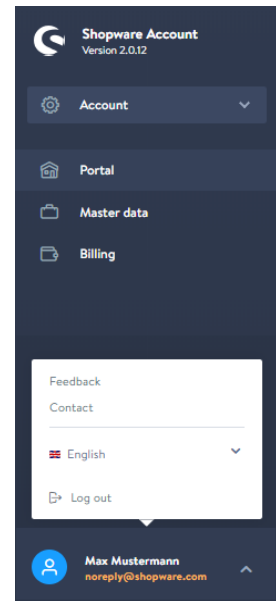 Shopware Account
Version 2.0.12
Account
Portal
Master data
Billing
Feedback
Contact
English
Log out
Max Mustermann
noreply@shopware.com